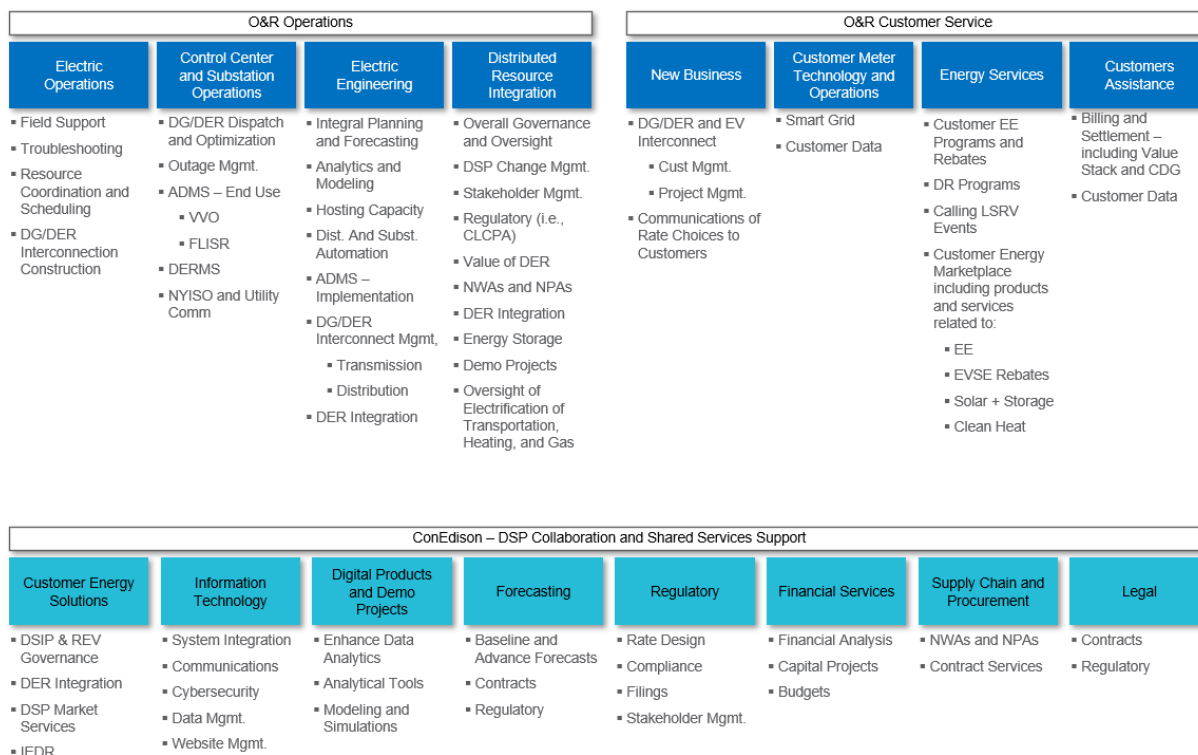 O&R Operations
Electric
Operations
▪ Field Support
▪ Troubleshooting
▪ Resource
Coordination and
Scheduling
▪ DG/DER
Interconnection
Construction
Control Center
and Substation
Operations
▪ DG/DER Dispatch
and Optimization
▪ Outage Mgmt.
▪ ADMS – End Use
▪ VVO
▪ FLISR
▪ DERMS
▪ NYISO and Utility
Comm
Electric
Engineering
▪ Integral Planning
and Forecasting
▪ Analytics and
Modeling
▪ Hosting Capacity
▪ Dist. And Subst.
Automation
▪ ADMS –
Implementation
▪ DG/DER
Interconnect Mgmt,
▪ Transmission
▪ Distribution
▪ DER Integration
Distributed
Resource
Integration
▪ Overall Governance
and Oversight
▪ DSP Change Mgmt.
▪ Stakeholder Mgmt.
▪ Regulatory (i.e.,
CLCPA)
▪ Value of DER
▪ NWAs and NPAs
▪ DER Integration
▪ Energy Storage
▪ Demo Projects
▪ Oversight of
Electrification of
Transportation,
Heating, and Gas
O&R Customer Service
New Business
▪ DG/DER and EV
Interconnect
▪ Cust Mgmt.
▪ Project Mgmt.
▪ Communications of
Rate Choices to
Customers
Customer Meter
Technology and
Operations
▪ Smart Grid
▪ Customer Data
Energy Services
▪ Customer EE
Programs and
Rebates
▪ DR Programs
▪ Calling LSRV
Events
▪ Customer Energy
Marketplace
including products
and services
related to:
▪ EE
▪ EVSE Rebates
▪ Solar + Storage
▪ Clean Heat
Customers
Assistance
▪ Billing and
Settlement –
including Value
Stack and CDG
▪ Customer Data
ConEdison – DSP Collaboration and Shared Services Support
Customer Energy
Solutions
▪ DSIP & REV
Governance
▪ DER Integration
▪ DSP Market
Services
▪ IEDR
Information
Technology
▪ System Integration
▪ Communications
▪ Cybersecurity
▪ Data Mgmt.
▪ Website Mgmt.
Digital Products
and Demo
Projects
▪ Enhance Data
Analytics
▪ Analytical Tools
▪ Modeling and
Simulations
Forecasting
▪ Baseline and
Advance Forecasts
▪ Contracts
▪ Regulatory
Regulatory
▪ Rate Design
▪ Compliance
▪ Filings
▪ Stakeholder Mgmt.
Financial Services
▪ Financial Analysis
▪ Capital Projects
▪ Budgets
Supply Chain and
Procurement
▪ NWAs and NPAs
▪ Contract Services
Legal
▪ Contracts
▪ Regulatory